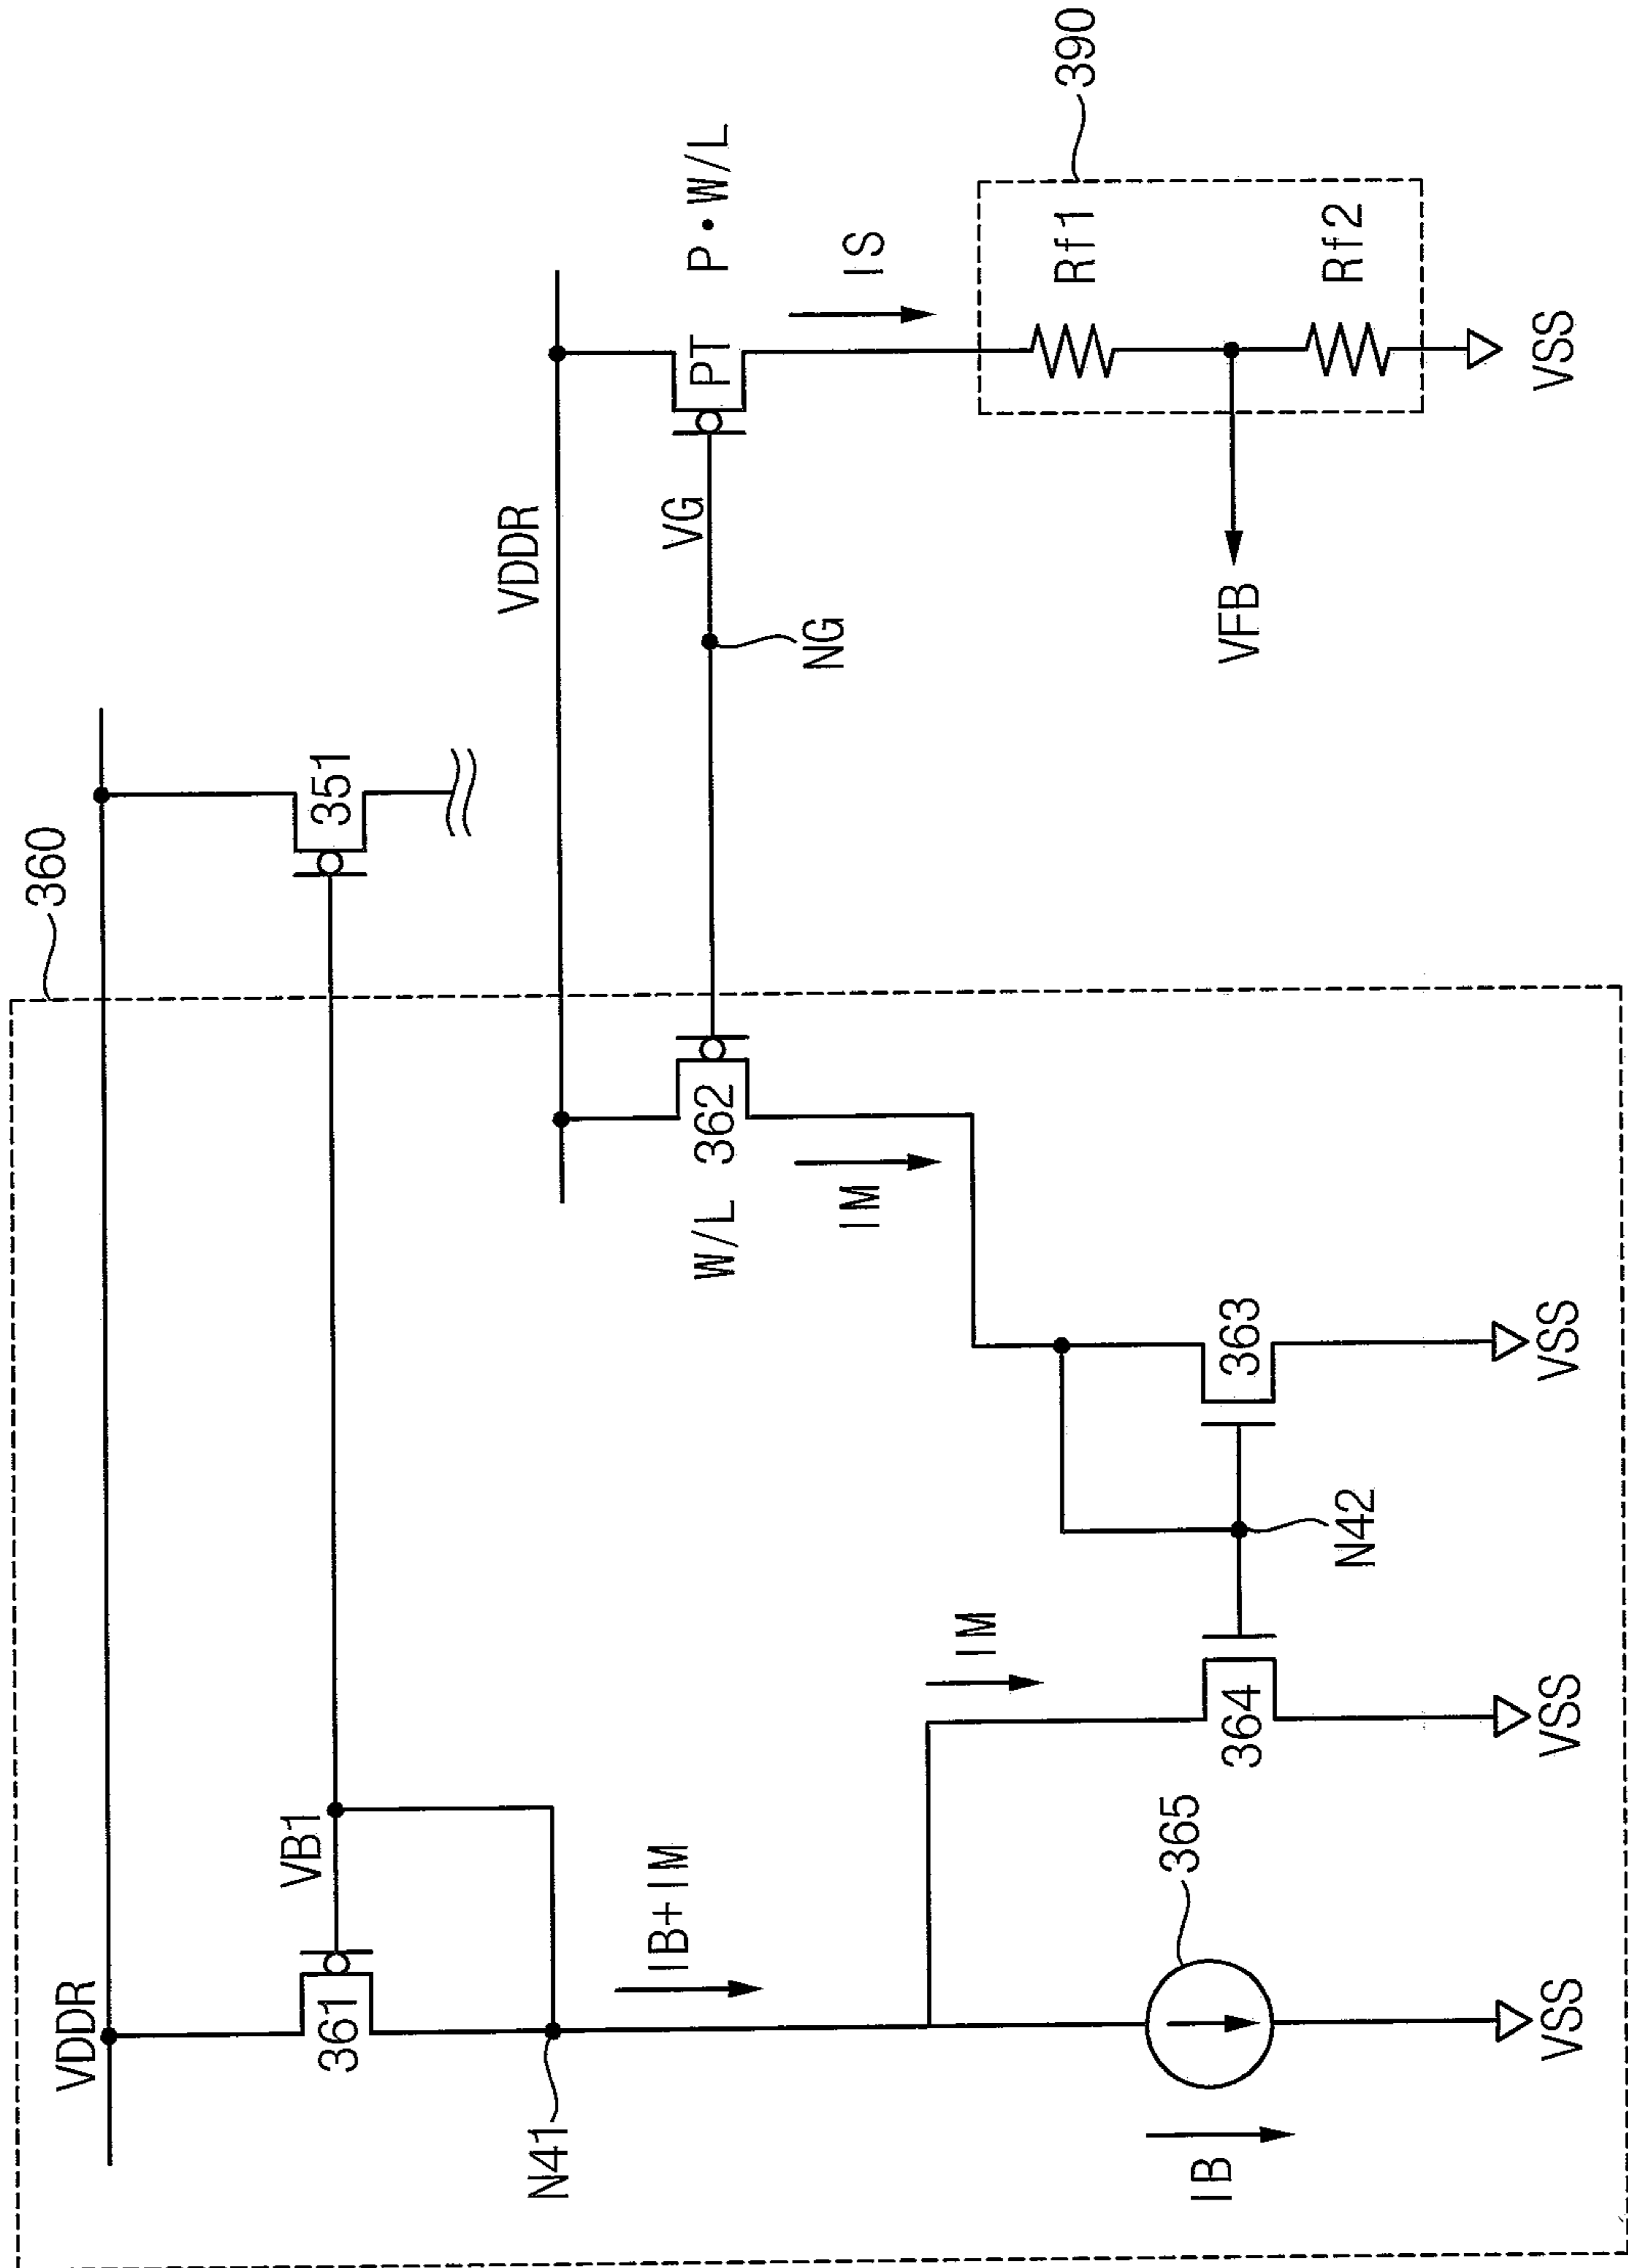 360
VDDR
VB1
351
361
VDDR
N41
IB+IM
VG
W/L 362
PT P·W/L
NG
IM
IS
IM
Rf1
390
365
IB
364
363
VFB
Rf2
N42
VSS
VSS
VSS
VSS